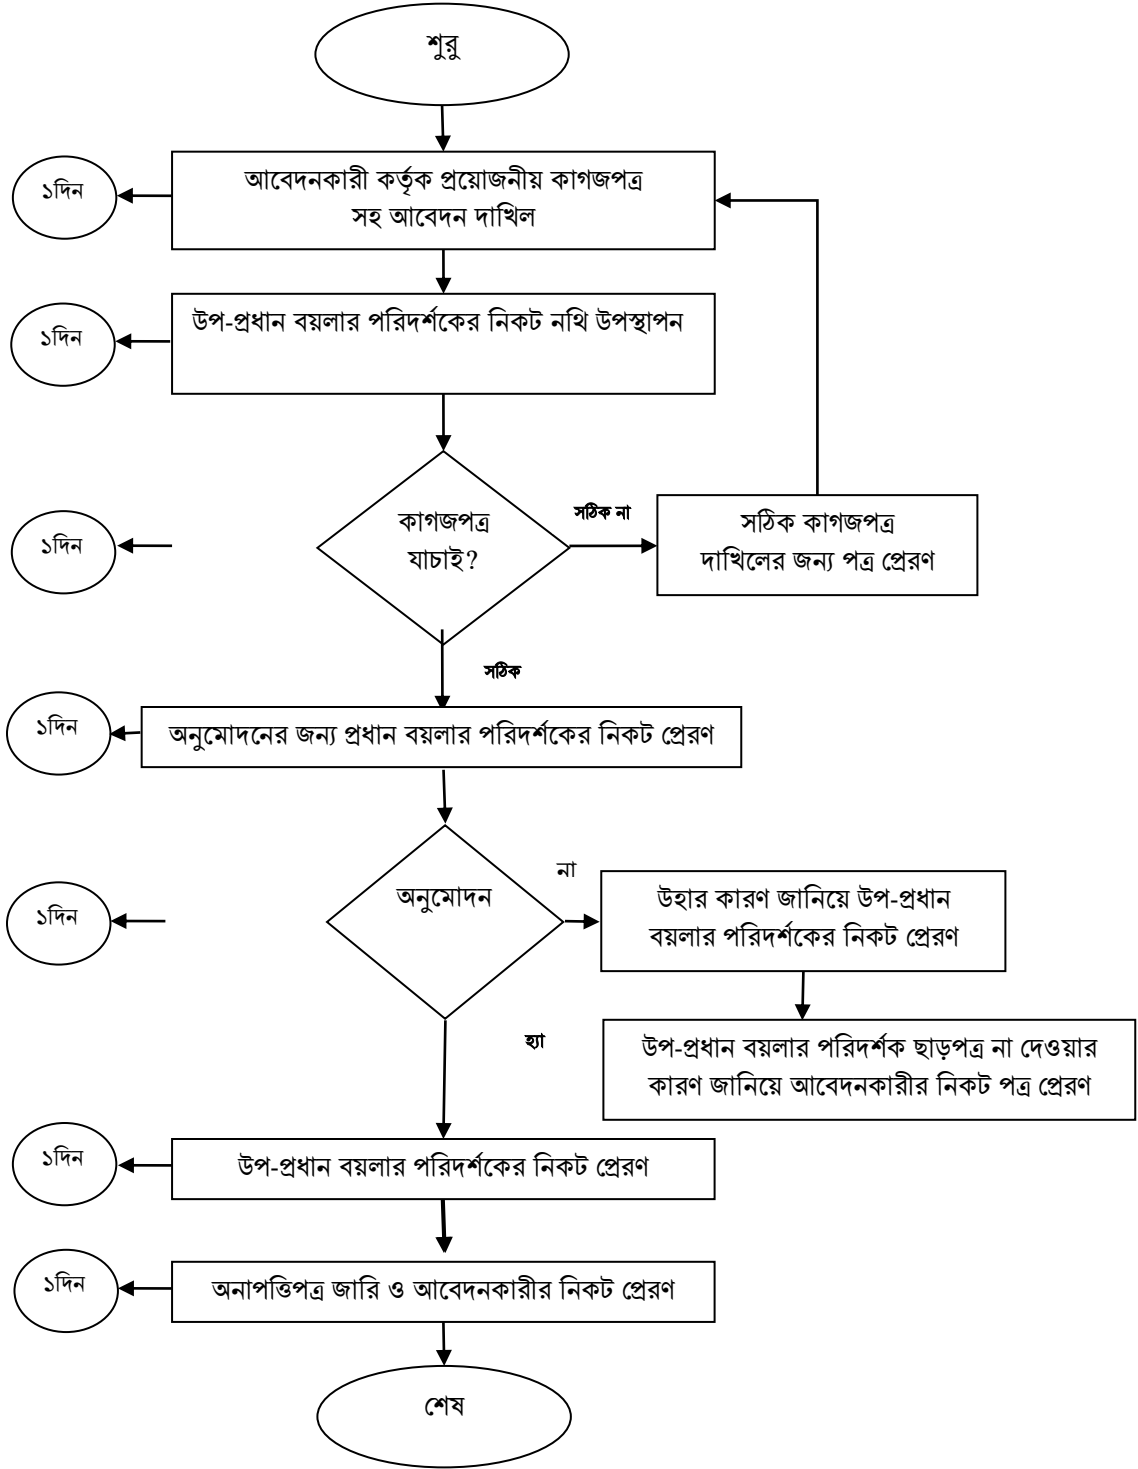 শুরু
১দিন
আবেদনকারী কর্তৃক প্রয়োজনীয় কাগজপত্র
সহ আবেদন দাখিল
১দিন
উপ-প্রধান বয়লার পরিদর্শকের নিকট নথি উপস্থাপন
১দিন
কাগজপত্র
যাচাই?
সঠিক না
সঠিক কাগজপত্র
দাখিলের জন্য পত্র প্রেরণ
সঠিক
১দিন
অনুমোদনের জন্য প্রধান বয়লার পরিদর্শকের নিকট প্রেরণ
১দিন
অনুমোদন
না
উহার কারণ জানিয়ে উপ-প্রধান
বয়লার পরিদর্শকের নিকট প্রেরণ
হ্যা
উপ-প্রধান বয়লার পরিদর্শক ছাড়পত্র না দেওয়ার
কারণ জানিয়ে আবেদনকারীর নিকট পত্র প্রেরণ
১দিন
উপ-প্রধান বয়লার পরিদর্শকের নিকট প্রেরণ
১দিন
অনাপত্তিপত্র জারি ও আবেদনকারীর নিকট প্রেরণ
শেষ